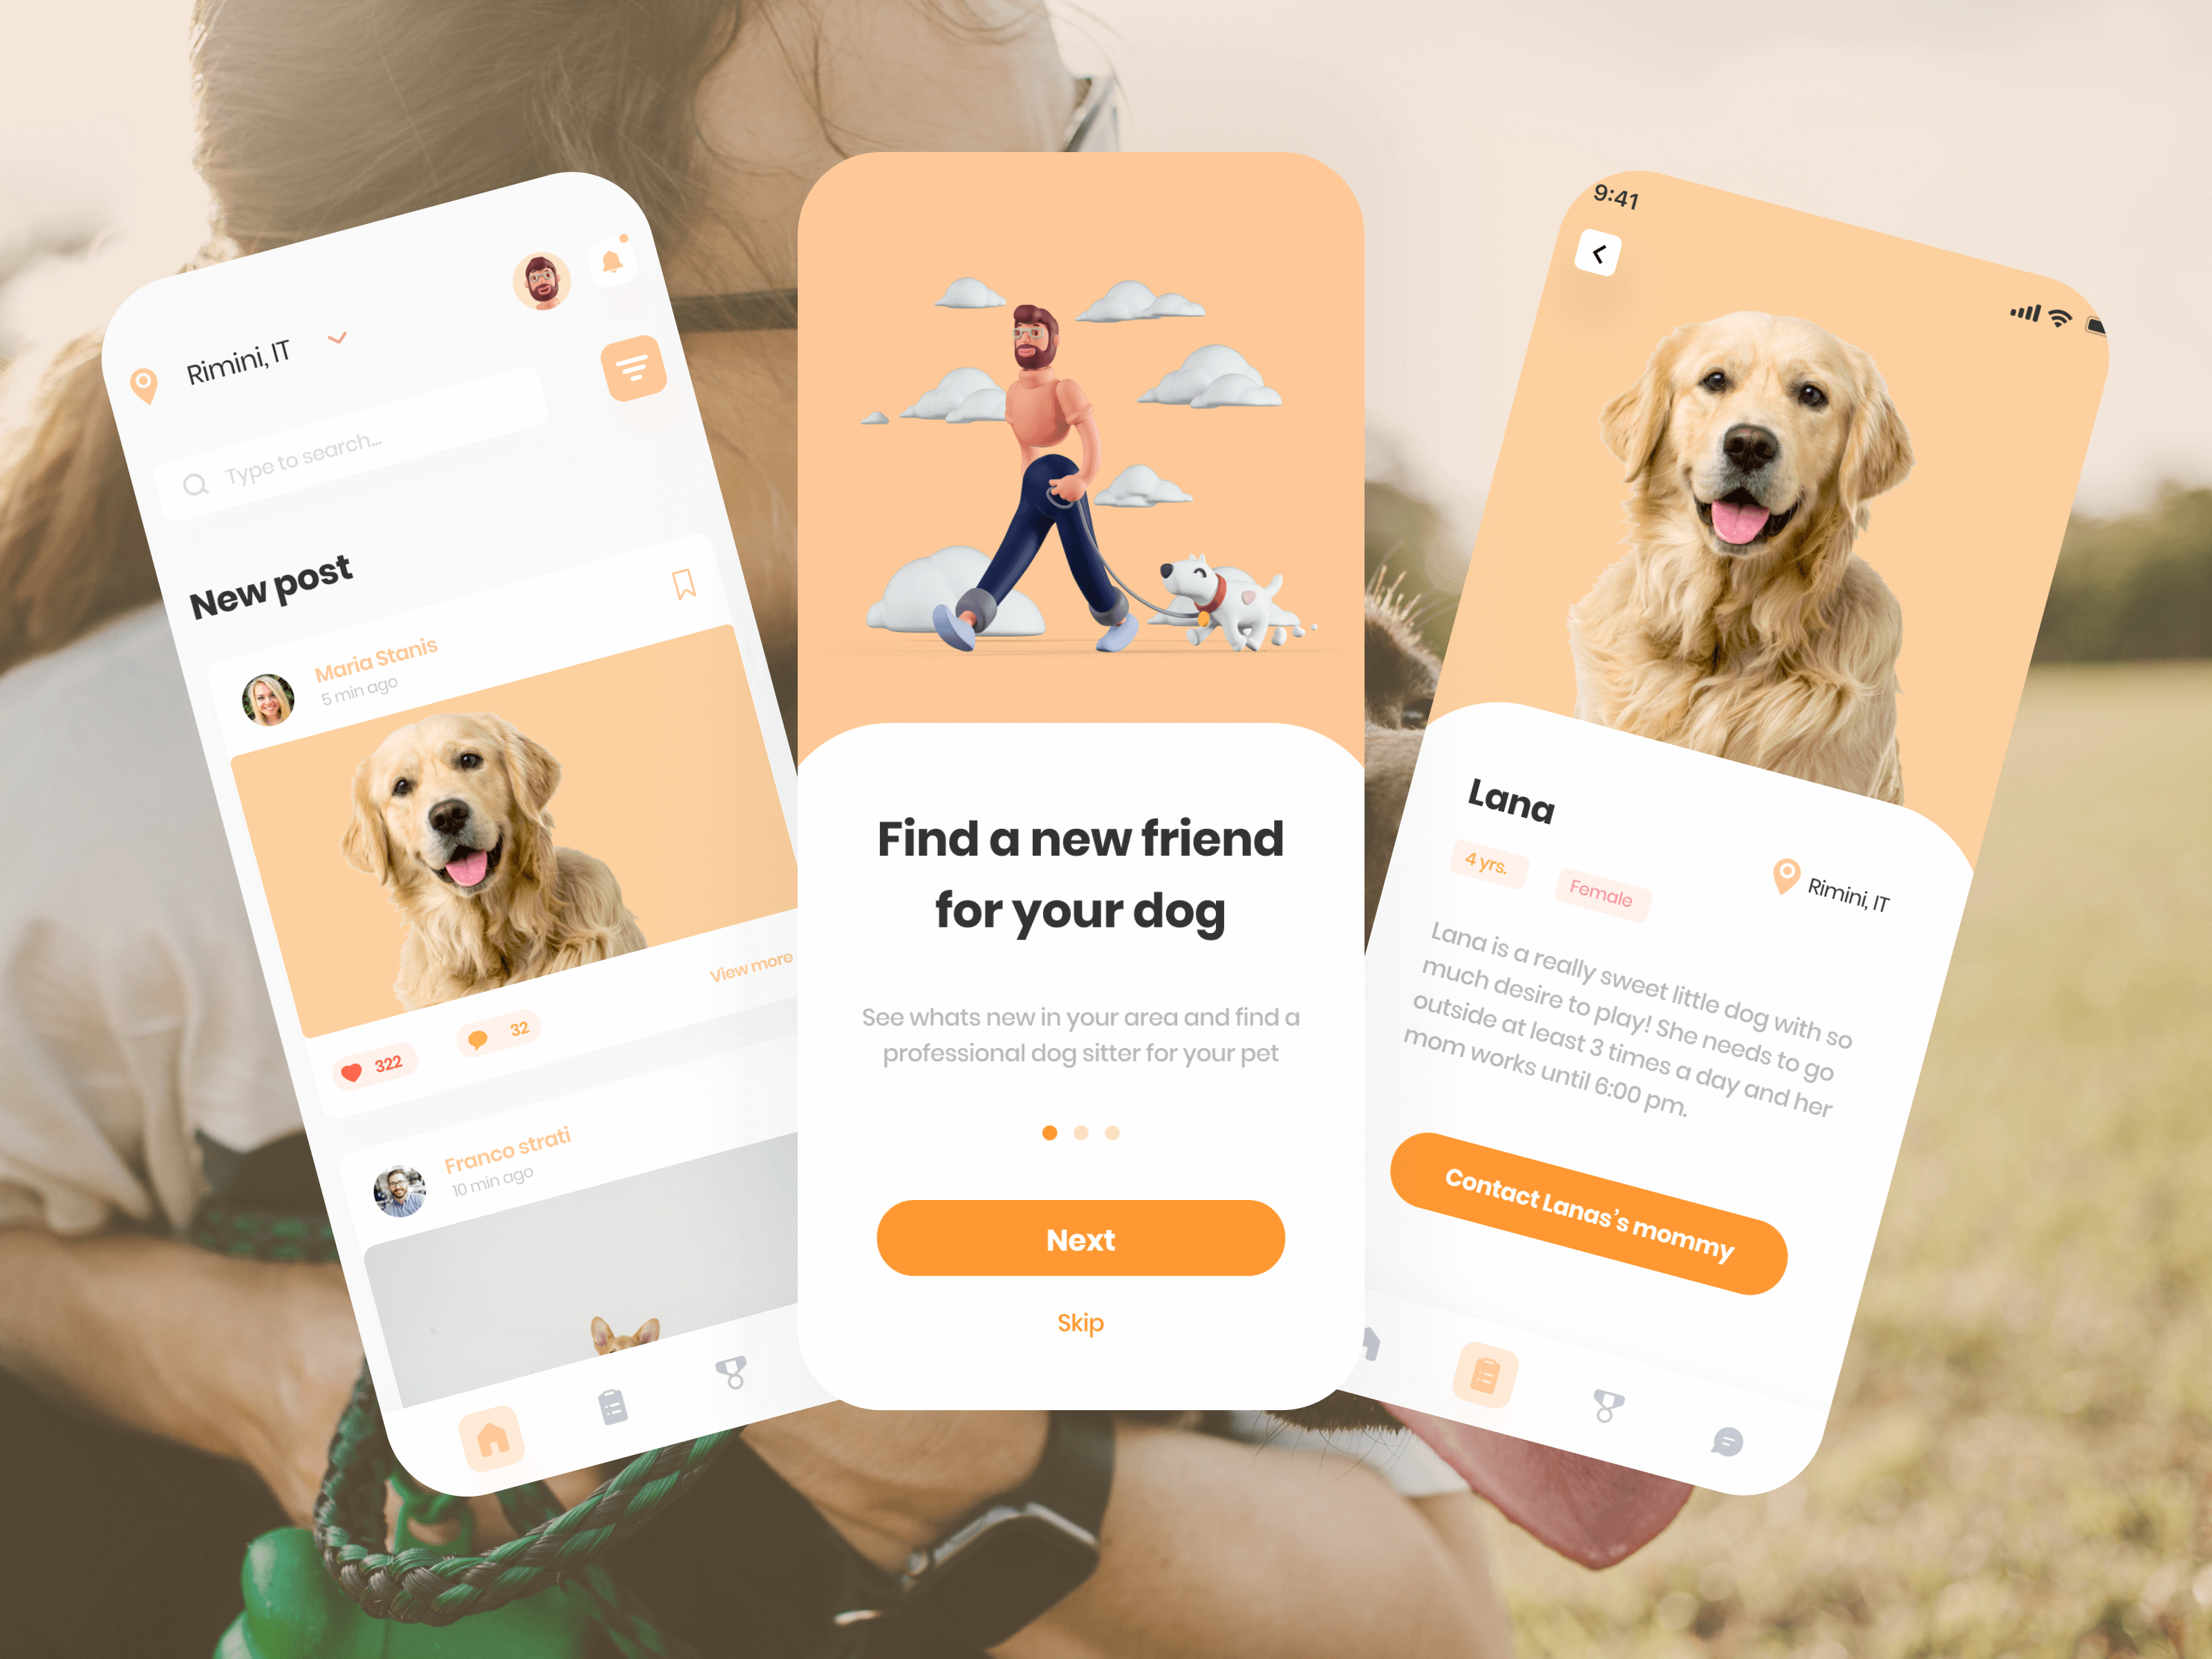 Rimini, IT
Type to search...
New post
Maria Stanis
5 min ago
View more
322
32
Franco strati
10 min ago
Find a new friend
for your dog
See whats new in your area and find a
professional dog sitter for your pet
Next
Skip
9:41
Lana
4 yrs.
Female
Rimini, IT
Lana is a really sweet little dog with so
much desire to play! She needs to go
outside at least 3 times a day and her
mom works until 6:00 pm.
Contact Lanas's mommy